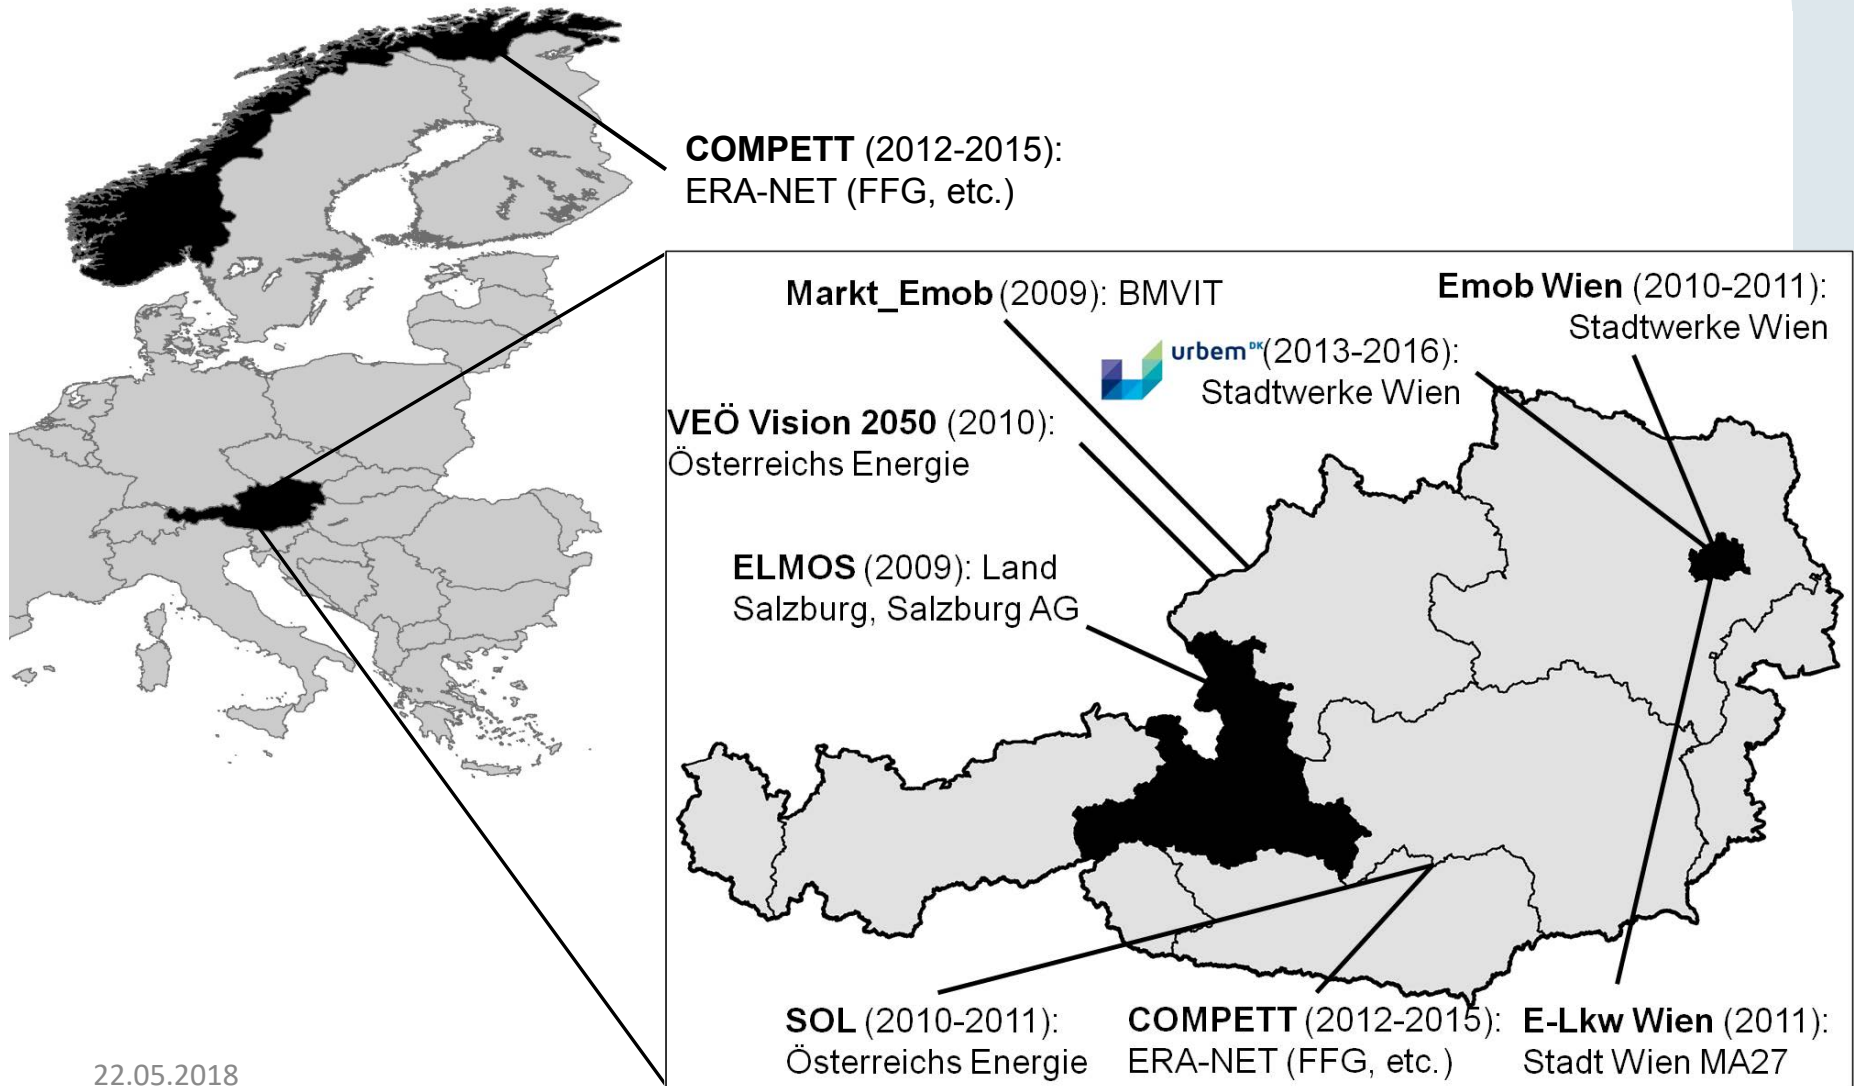 COMPETT (2012-2015):
ERA-NET (FFG, etc.)
Markt_Emob (2009): BMVIT
Emob Wien (2010-2011):
Stadtwerke Wien
urbem DK (2013-2016):
Stadtwerke Wien
VEÖ Vision 2050 (2010):
Österreichs Energie
ELMOS (2009): Land
Salzburg, Salzburg AG
SOL (2010-2011):
Österreichs Energie
COMPETT (2012-2015):
ERA-NET (FFG, etc.)
E-Lkw Wien (2011):
Stadt Wien MA27
22.05.2018